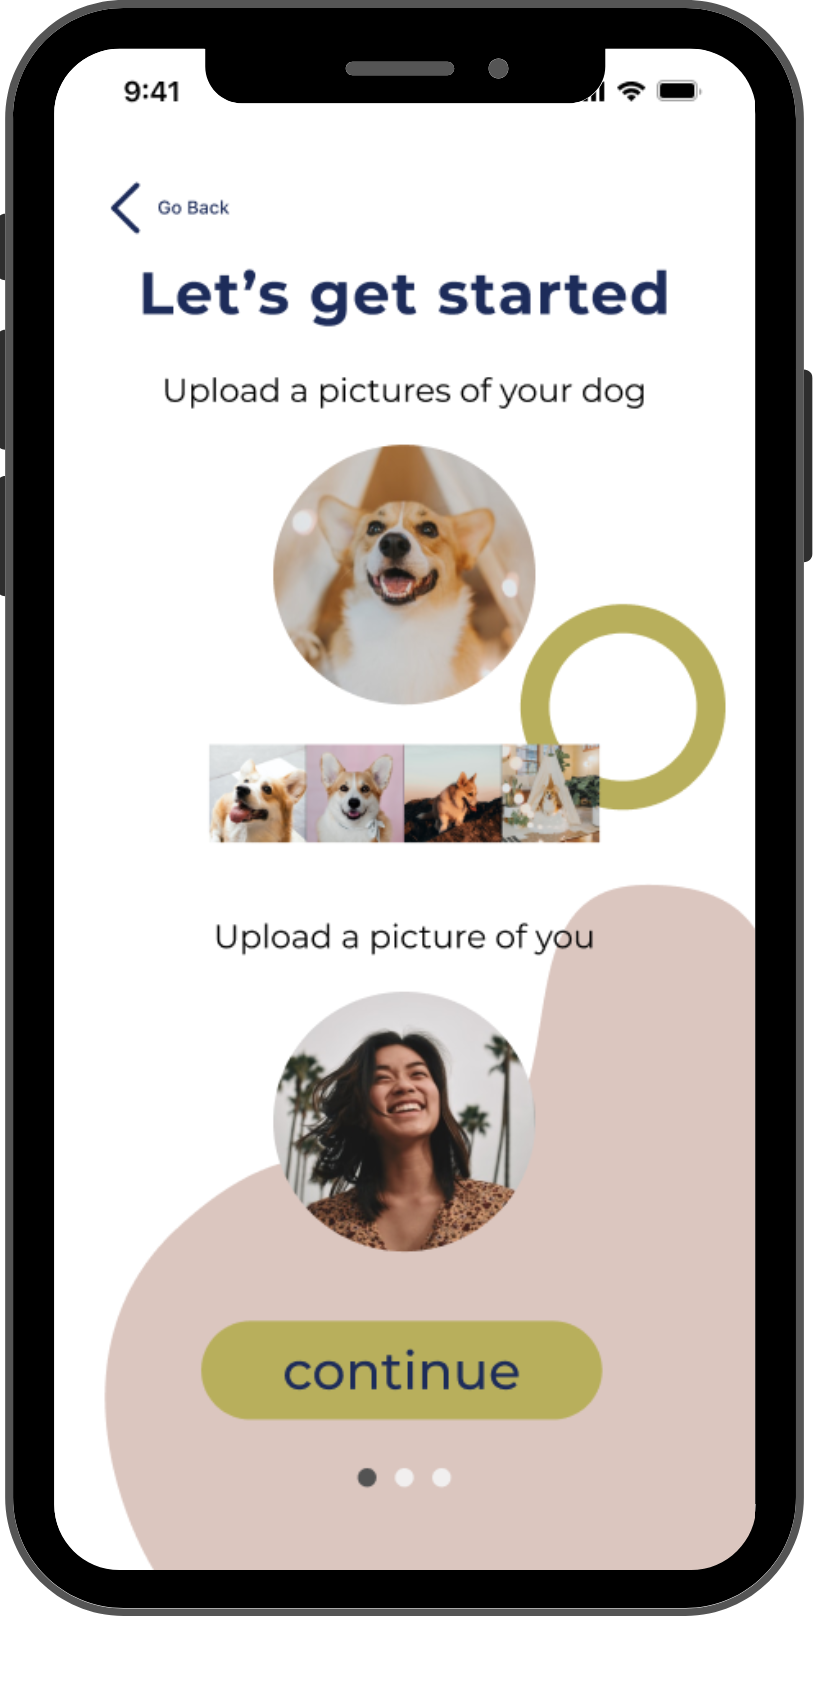 9:41
Go Back
Let’s get started
Upload a pictures of your dog
Upload a picture of you
continue